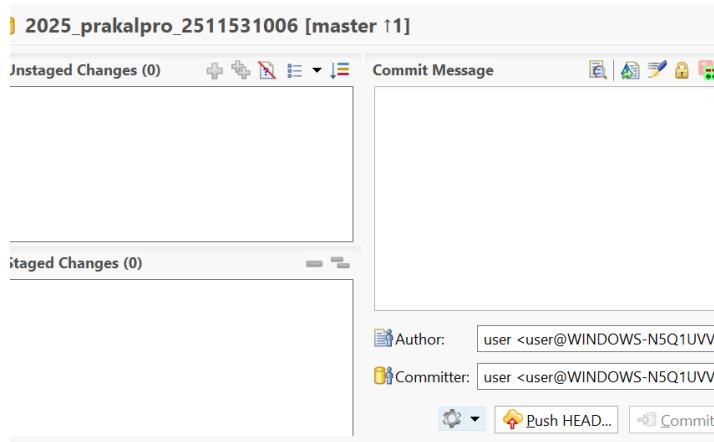 2025_prakalpro_2511531006 [master ↑1]
Unstaged Changes (0)
Commit Message
Staged Changes (0)
Author: user <user@WINDOWS-N5Q1UVV
Committer: user <user@WINDOWS-N5Q1UVV
Push HEAD... Commit